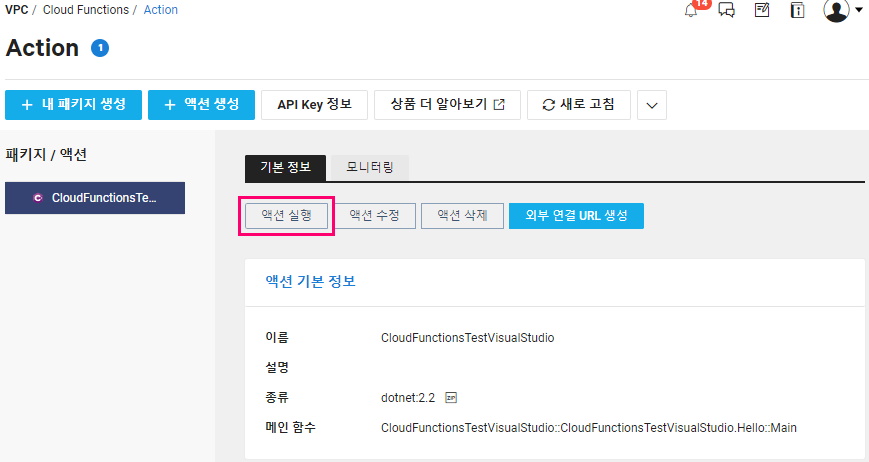 VPC / Cloud Functions / Action
14
Action 1
+ 내 패키지 생성 + 액션 생성 API Key 정보 상품 더 알아보기 새로 고침
패키지 / 액션
C CloudFunctionsTe...
기본 정보 모니터링
액션 실행 액션 수정 액션 삭제 외부 연결 URL 생성
액션 기본 정보
이름 CloudFunctionsTestVisualStudio
설명
종류 dotnet:2.2 ZIP
메인 함수 CloudFunctionsTestVisualStudio::CloudFunctionsTestVisualStudio.Hello::Main